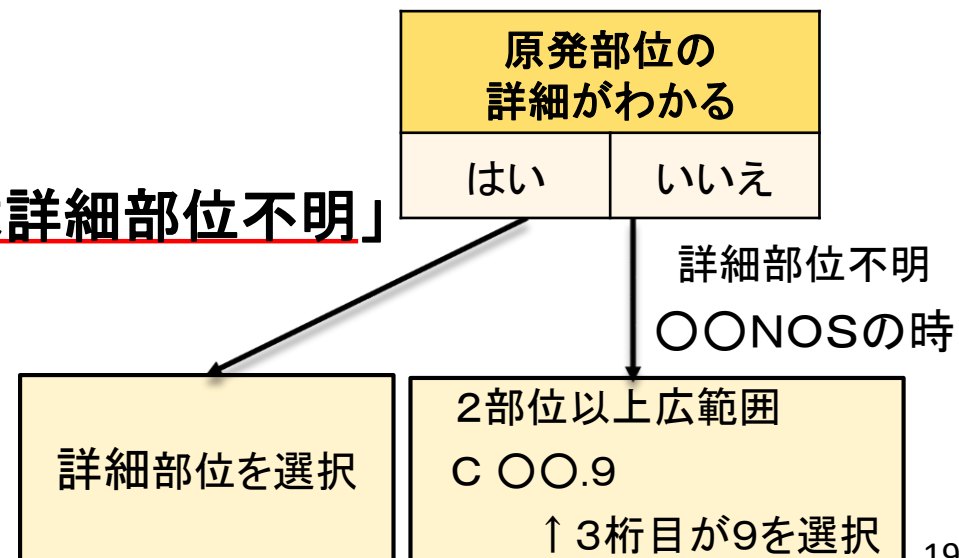 原発部位の
詳細がわかる
はい いいえ
詳細部位不明」
詳細部位不明
〇〇NOSの時
詳細部位を選択
２部位以上広範囲
C 〇〇.9
↑3桁目が9を選択
19